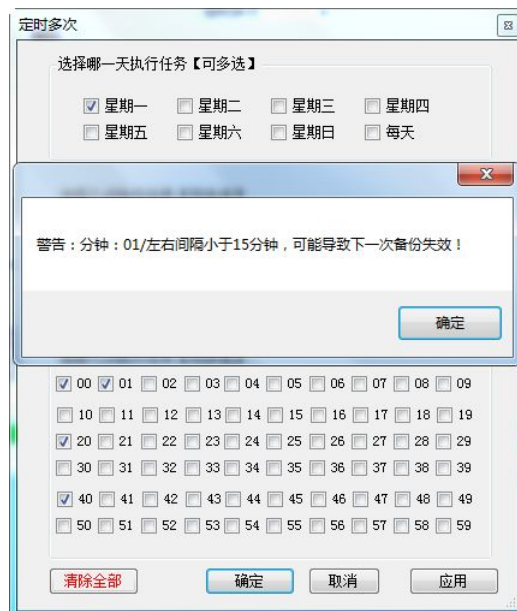 定时多次
选择哪一天执行任务【可多选】
星期一 星期二 星期三 星期四
星期五 星期六 星期日 每天
警告：分钟：01/左右间隔小于15分钟，可能导致下一次备份失效！
确定
00 01 02 03 04 05 06 07 08 09
10 11 12 13 14 15 16 17 18 19
20 21 22 23 24 25 26 27 28 29
30 31 32 33 34 35 36 37 38 39
40 41 42 43 44 45 46 47 48 49
50 51 52 53 54 55 56 57 58 59
清除全部 确定 取消 应用